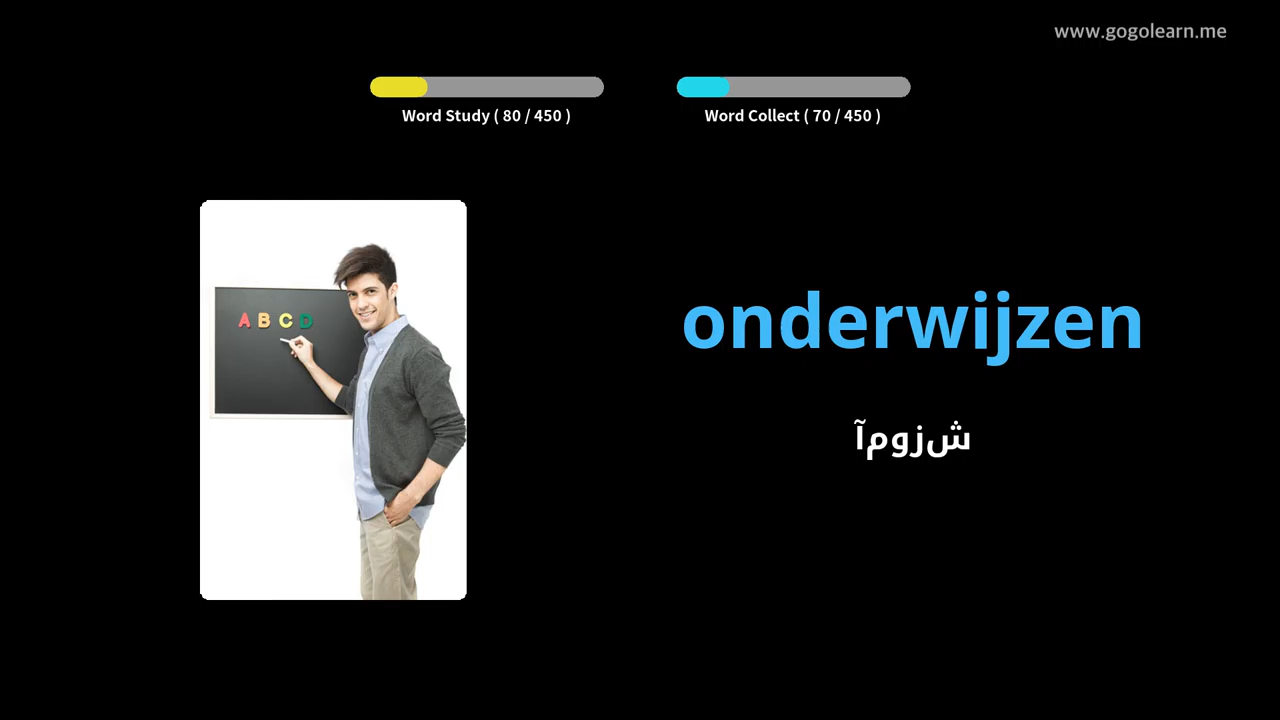 www.gogolearn.me
Word Study ( 80 / 450 )
Word Collect ( 70 / 450 )
A B C D
onderwijzen
شزومآ